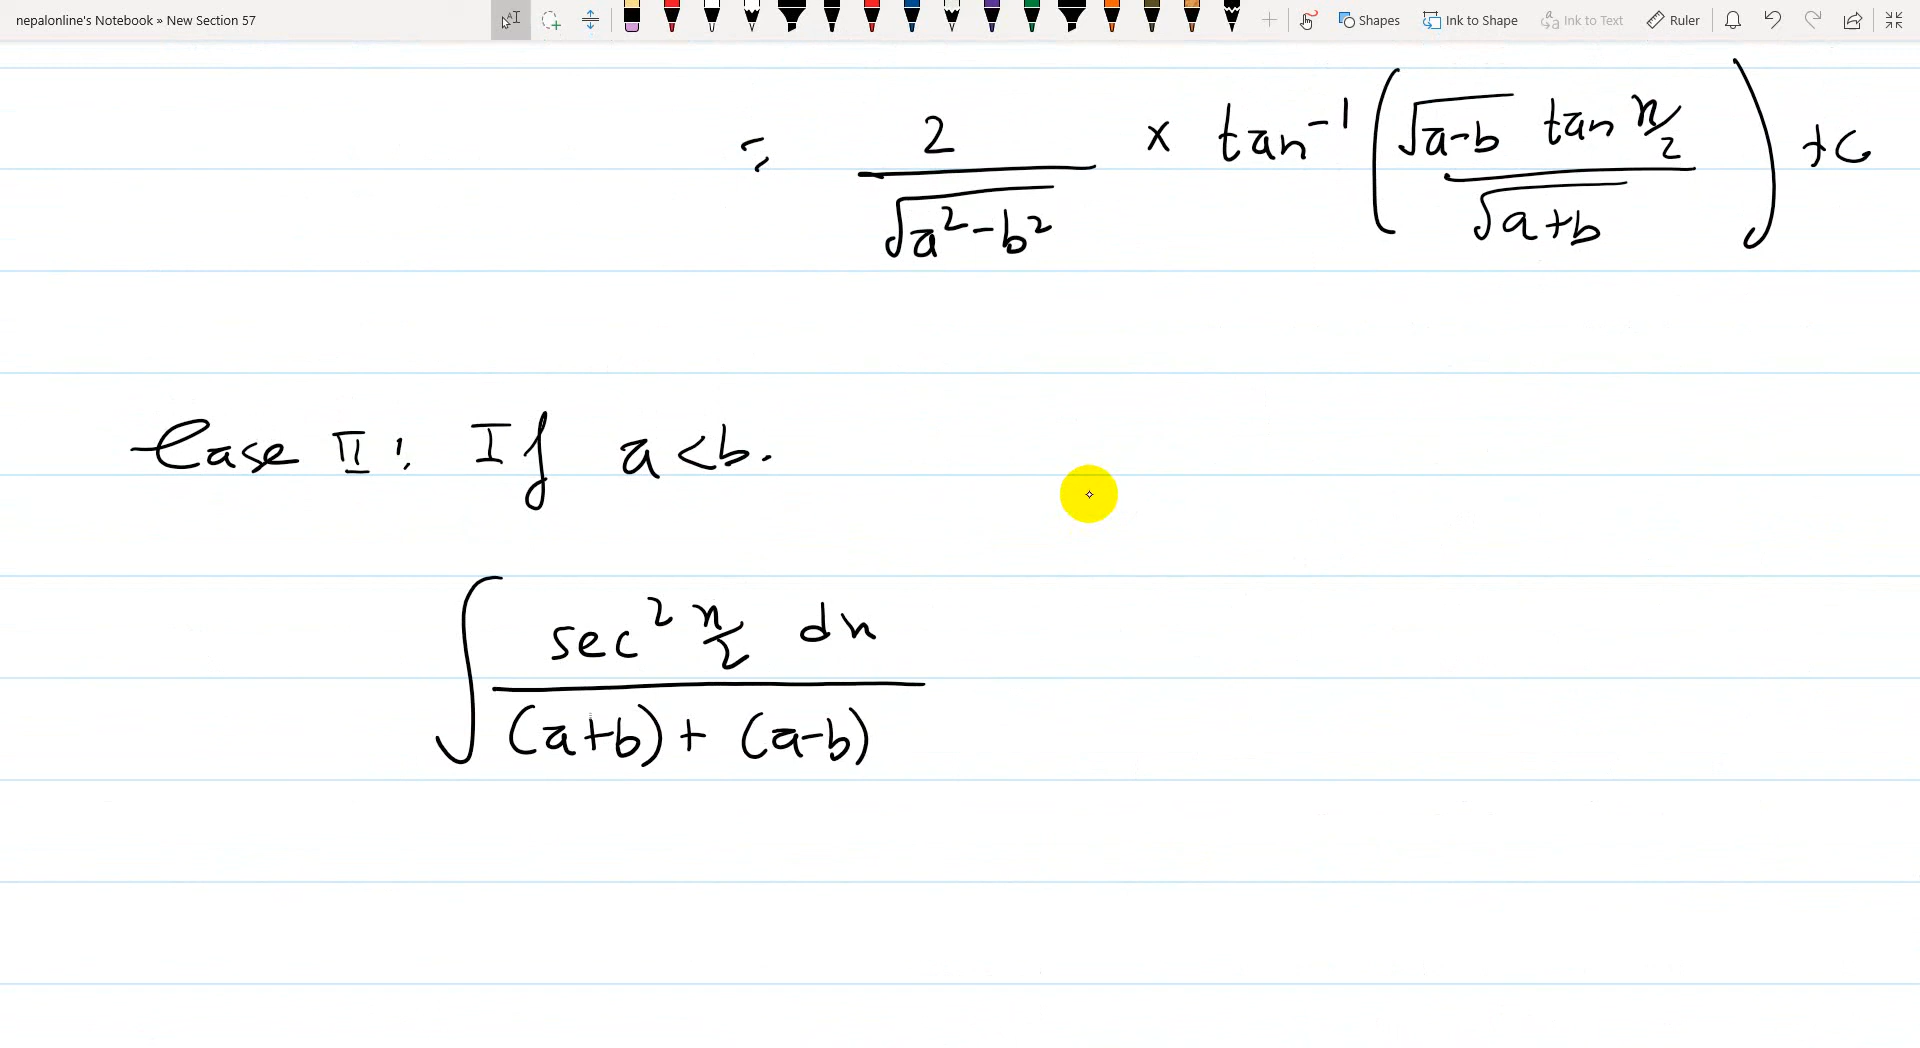 nepalonline's Notebook » New Section 57
Shapes Ink to Shape Ink to Text Ruler
= 2/√(a²-b²) × tan⁻¹ (√(a-b) tan x/2 / √(a+b)) + c
Case II: If a<b.
∫ sec² x/2 dx / (a+b) + (a-b)